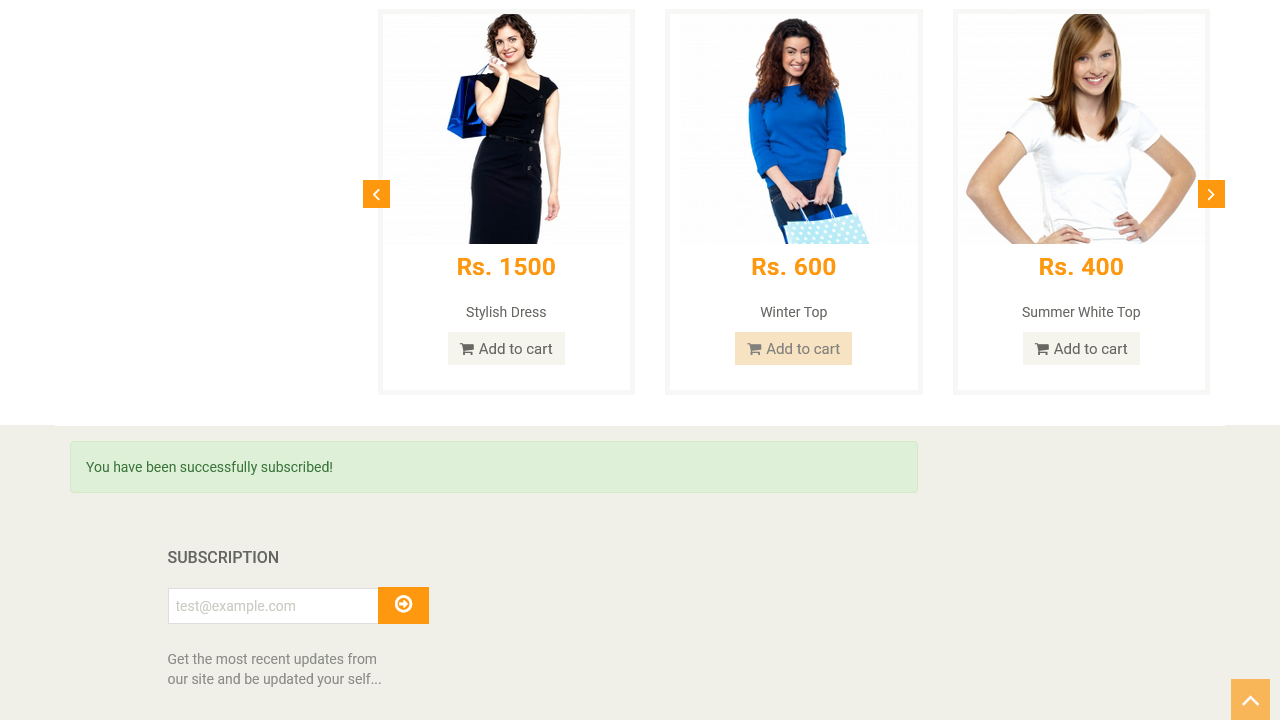 Rs. 1500
Rs. 600
Rs. 400
Stylish Dress
Winter Top
Summer White Top
Add to cart
Add to cart
Add to cart
You have been successfully subscribed!
SUBSCRIPTION
test@example.com
Get the most recent updates from
our site and be updated your self...